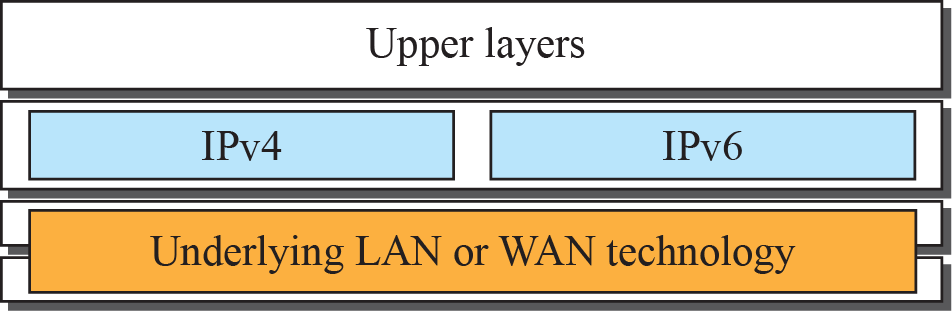 Upper layers
IPv4 IPv6
Underlying LAN or WAN technology